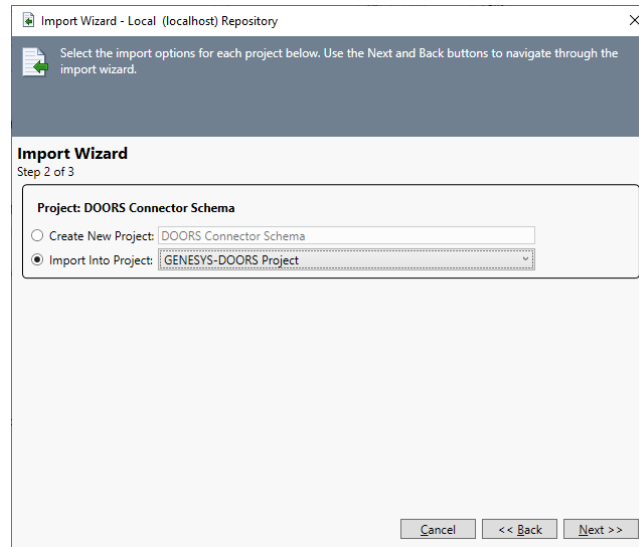 Import Wizard - Local  (localhost) Repository
Select the import options for each project below. Use the Next and Back buttons to navigate through the
import wizard.
Import Wizard
Step 2 of 3
Project: DOORS Connector Schema
Create New Project: DOORS Connector Schema
Import Into Project: GENESYS-DOORS Project
Cancel << Back Next >>